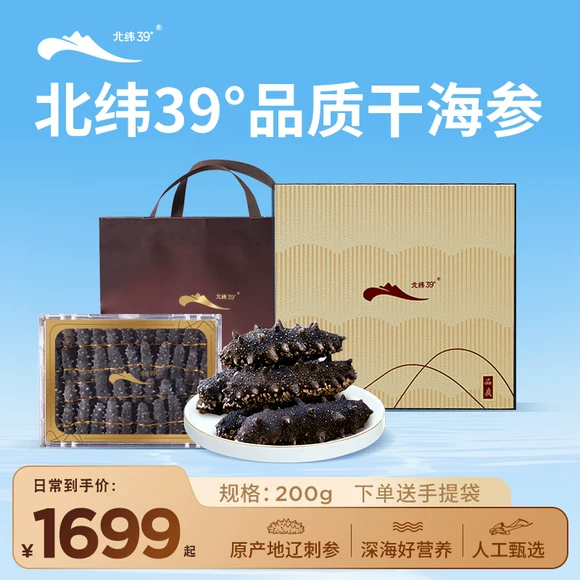 北纬39°®
北纬39°品质干海参
北纬39°
北纬39°
品质
日常到手价:
¥1699起
规格:200g 下单送手提袋
原产地辽刺参
深海好营养
人工甄选